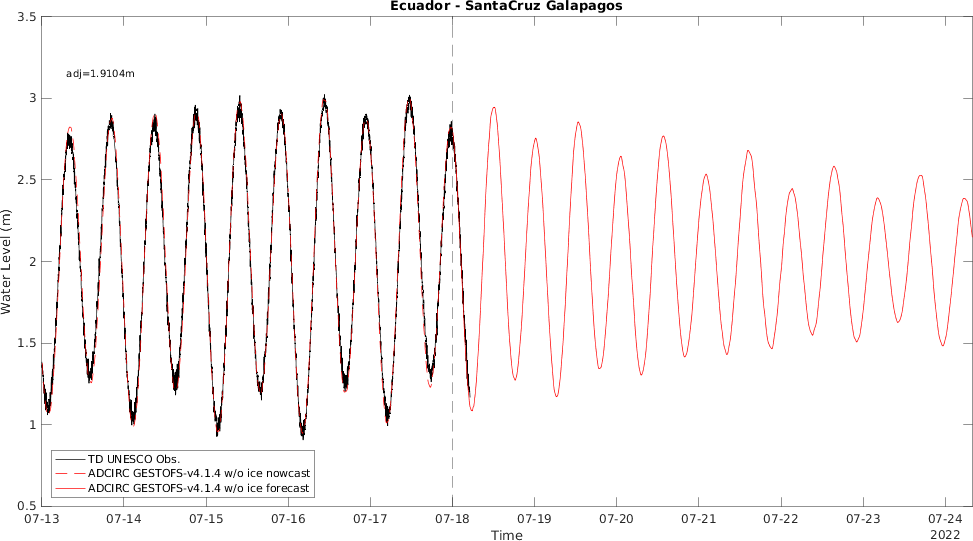 Ecuador - SantaCruz Galapagos
3.5
adj=1.9104m
3
2.5
2
1.5
1
0.5
Water Level (m)
TD UNESCO Obs.
ADCIRC GESTOFS-v4.1.4 w/o ice nowcast
ADCIRC GESTOFS-v4.1.4 w/o ice forecast
07-13 07-14 07-15 07-16 07-17 07-18 07-19 07-20 07-21 07-22 07-23 07-24
Time
2022